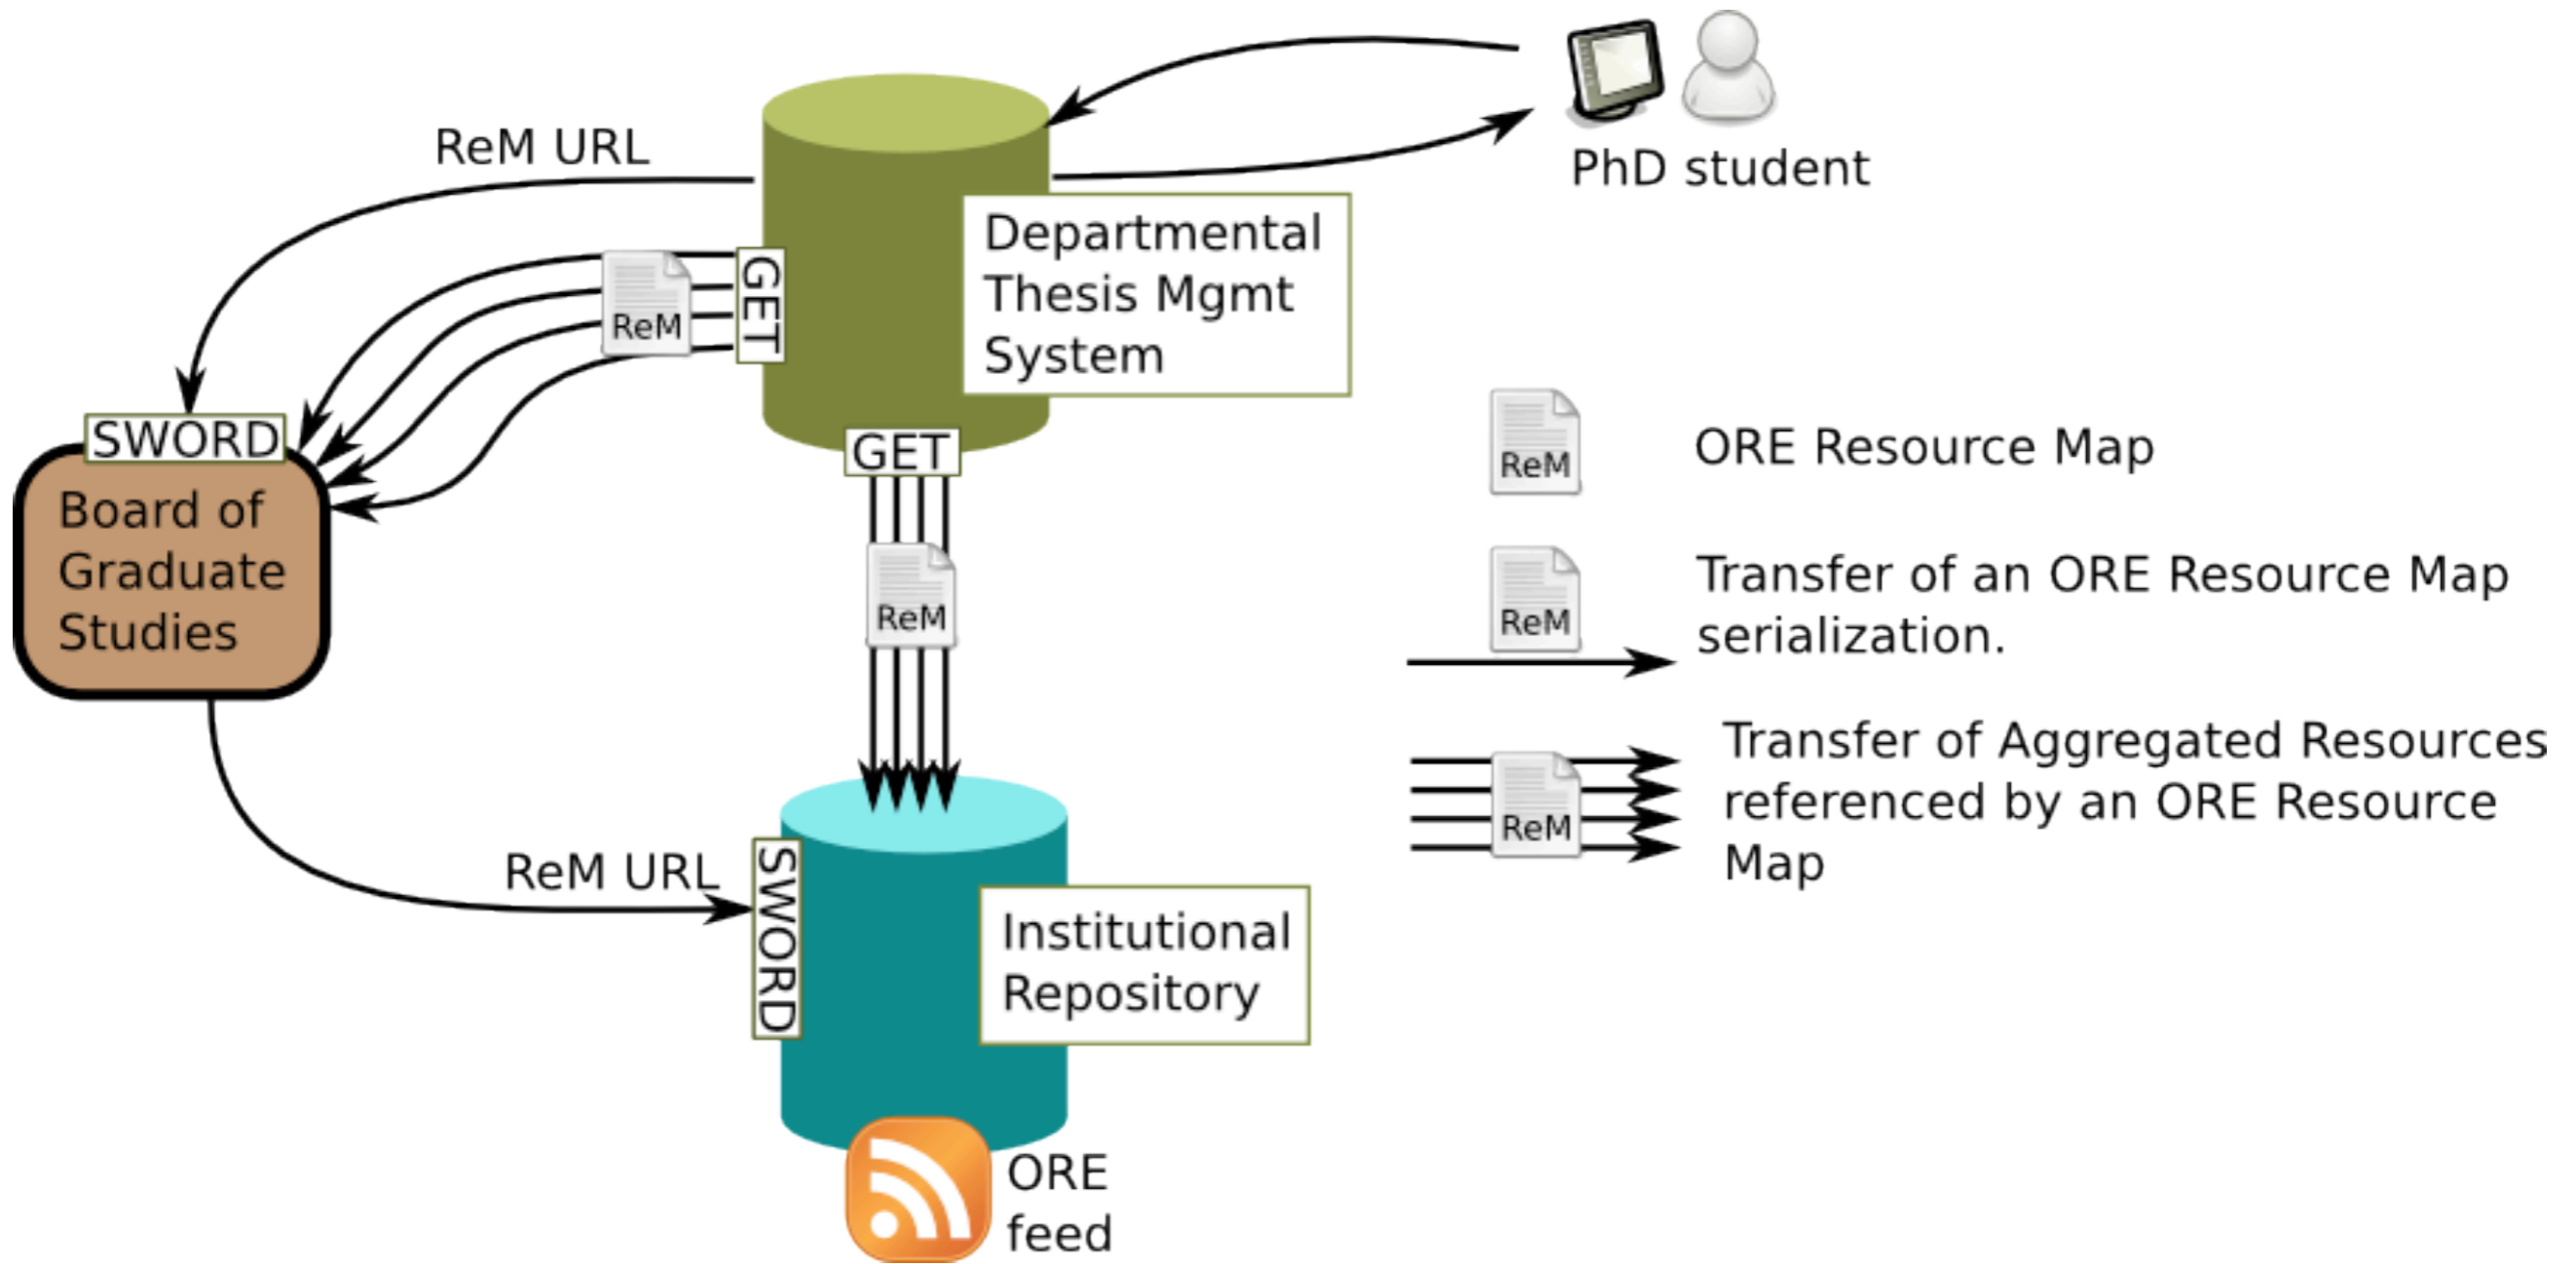 PhD student
ReM URL
Departmental
Thesis Mgmt
System
GET
ReM
SWORD
Board of
Graduate
Studies
GET
ReM
ReM URL
SWORD
Institutional
Repository
ORE
feed
ReM
ORE Resource Map
ReM
Transfer of an ORE Resource Map
serialization.
ReM
Transfer of Aggregated Resources
referenced by an ORE Resource
Map